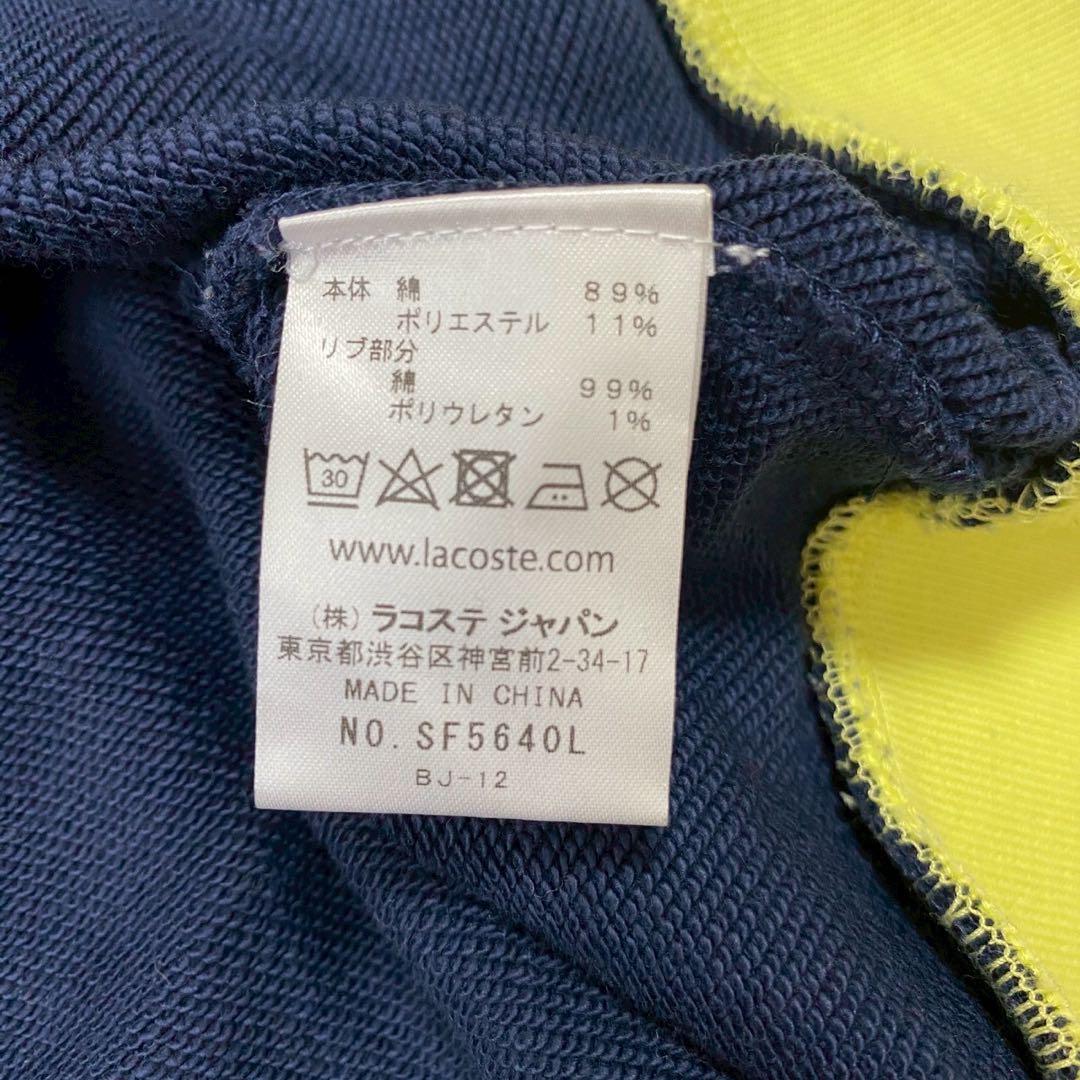 本体 綿 89%
ポリエステル 11%
リブ部分
綿 99%
ポリウレタン 1%
30
www.lacoste.com
(株) ラコステ ジャパン
東京都渋谷区神宮前2-34-17
MADE IN CHINA
NO. SF5640L
BJ-12